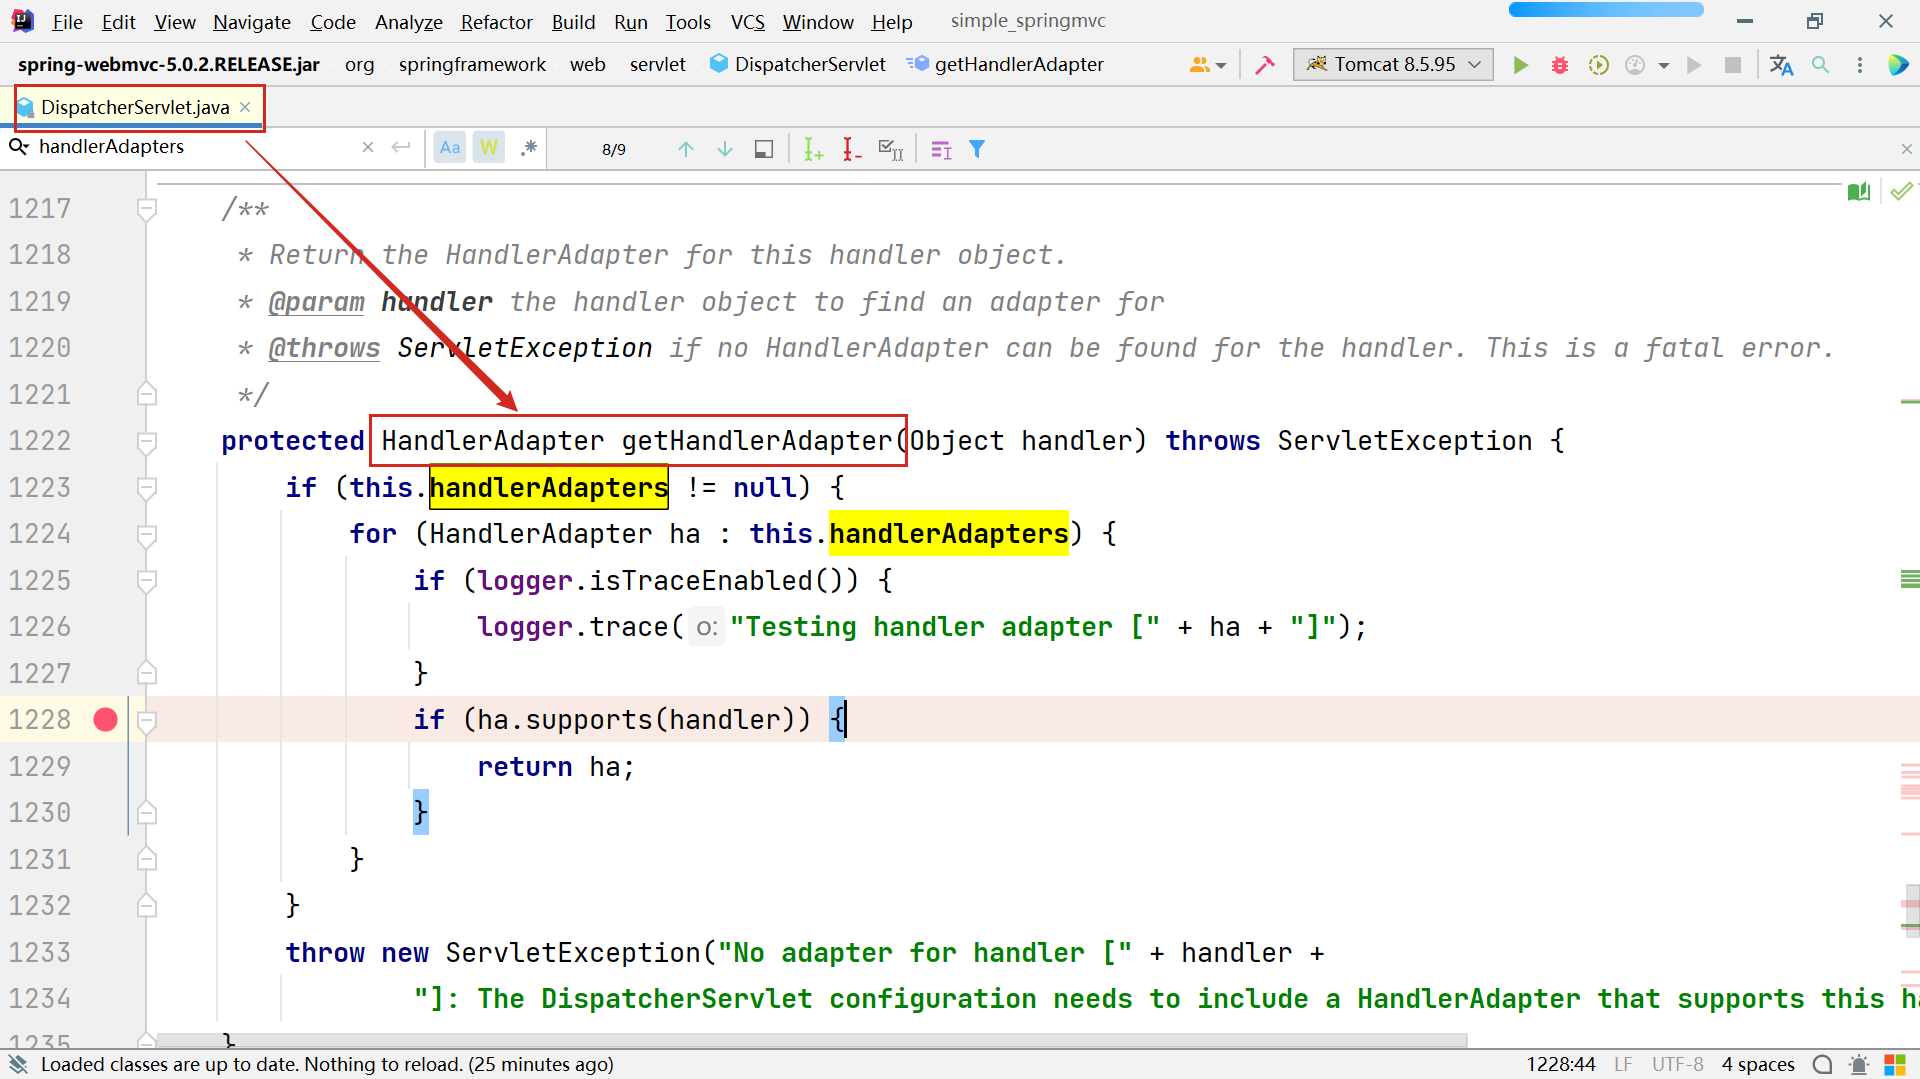 File Edit View Navigate Code Analyze Refactor Build Run Tools VCS Window Help simple_springmvc
spring-webmvc-5.0.2.RELEASE.jar org springframework web servlet DispatcherServlet getHandlerAdapter Tomcat 8.5.95
DispatcherServlet.java
handlerAdapters Aa W .* 8/9
1217 /**
1218 * Return the HandlerAdapter for this handler object.
1219 * @param handler the handler object to find an adapter for
1220 * @throws ServletException if no HandlerAdapter can be found for the handler. This is a fatal error.
1221 */
1222 protected HandlerAdapter getHandlerAdapter(Object handler) throws ServletException {
1223 if (this.handlerAdapters != null) {
1224 for (HandlerAdapter ha : this.handlerAdapters) {
1225 if (logger.isTraceEnabled()) {
1226 logger.trace( o: "Testing handler adapter [" + ha + "]");
1227 }
1228 if (ha.supports(handler)) {
1229 return ha;
1230 }
1231 }
1232 }
1233 throw new ServletException("No adapter for handler [" + handler +
1234 "]: The DispatcherServlet configuration needs to include a HandlerAdapter that supports this
1235 }
Loaded classes are up to date. Nothing to reload. (25 minutes ago) 1228:44 LF UTF-8 4 spaces